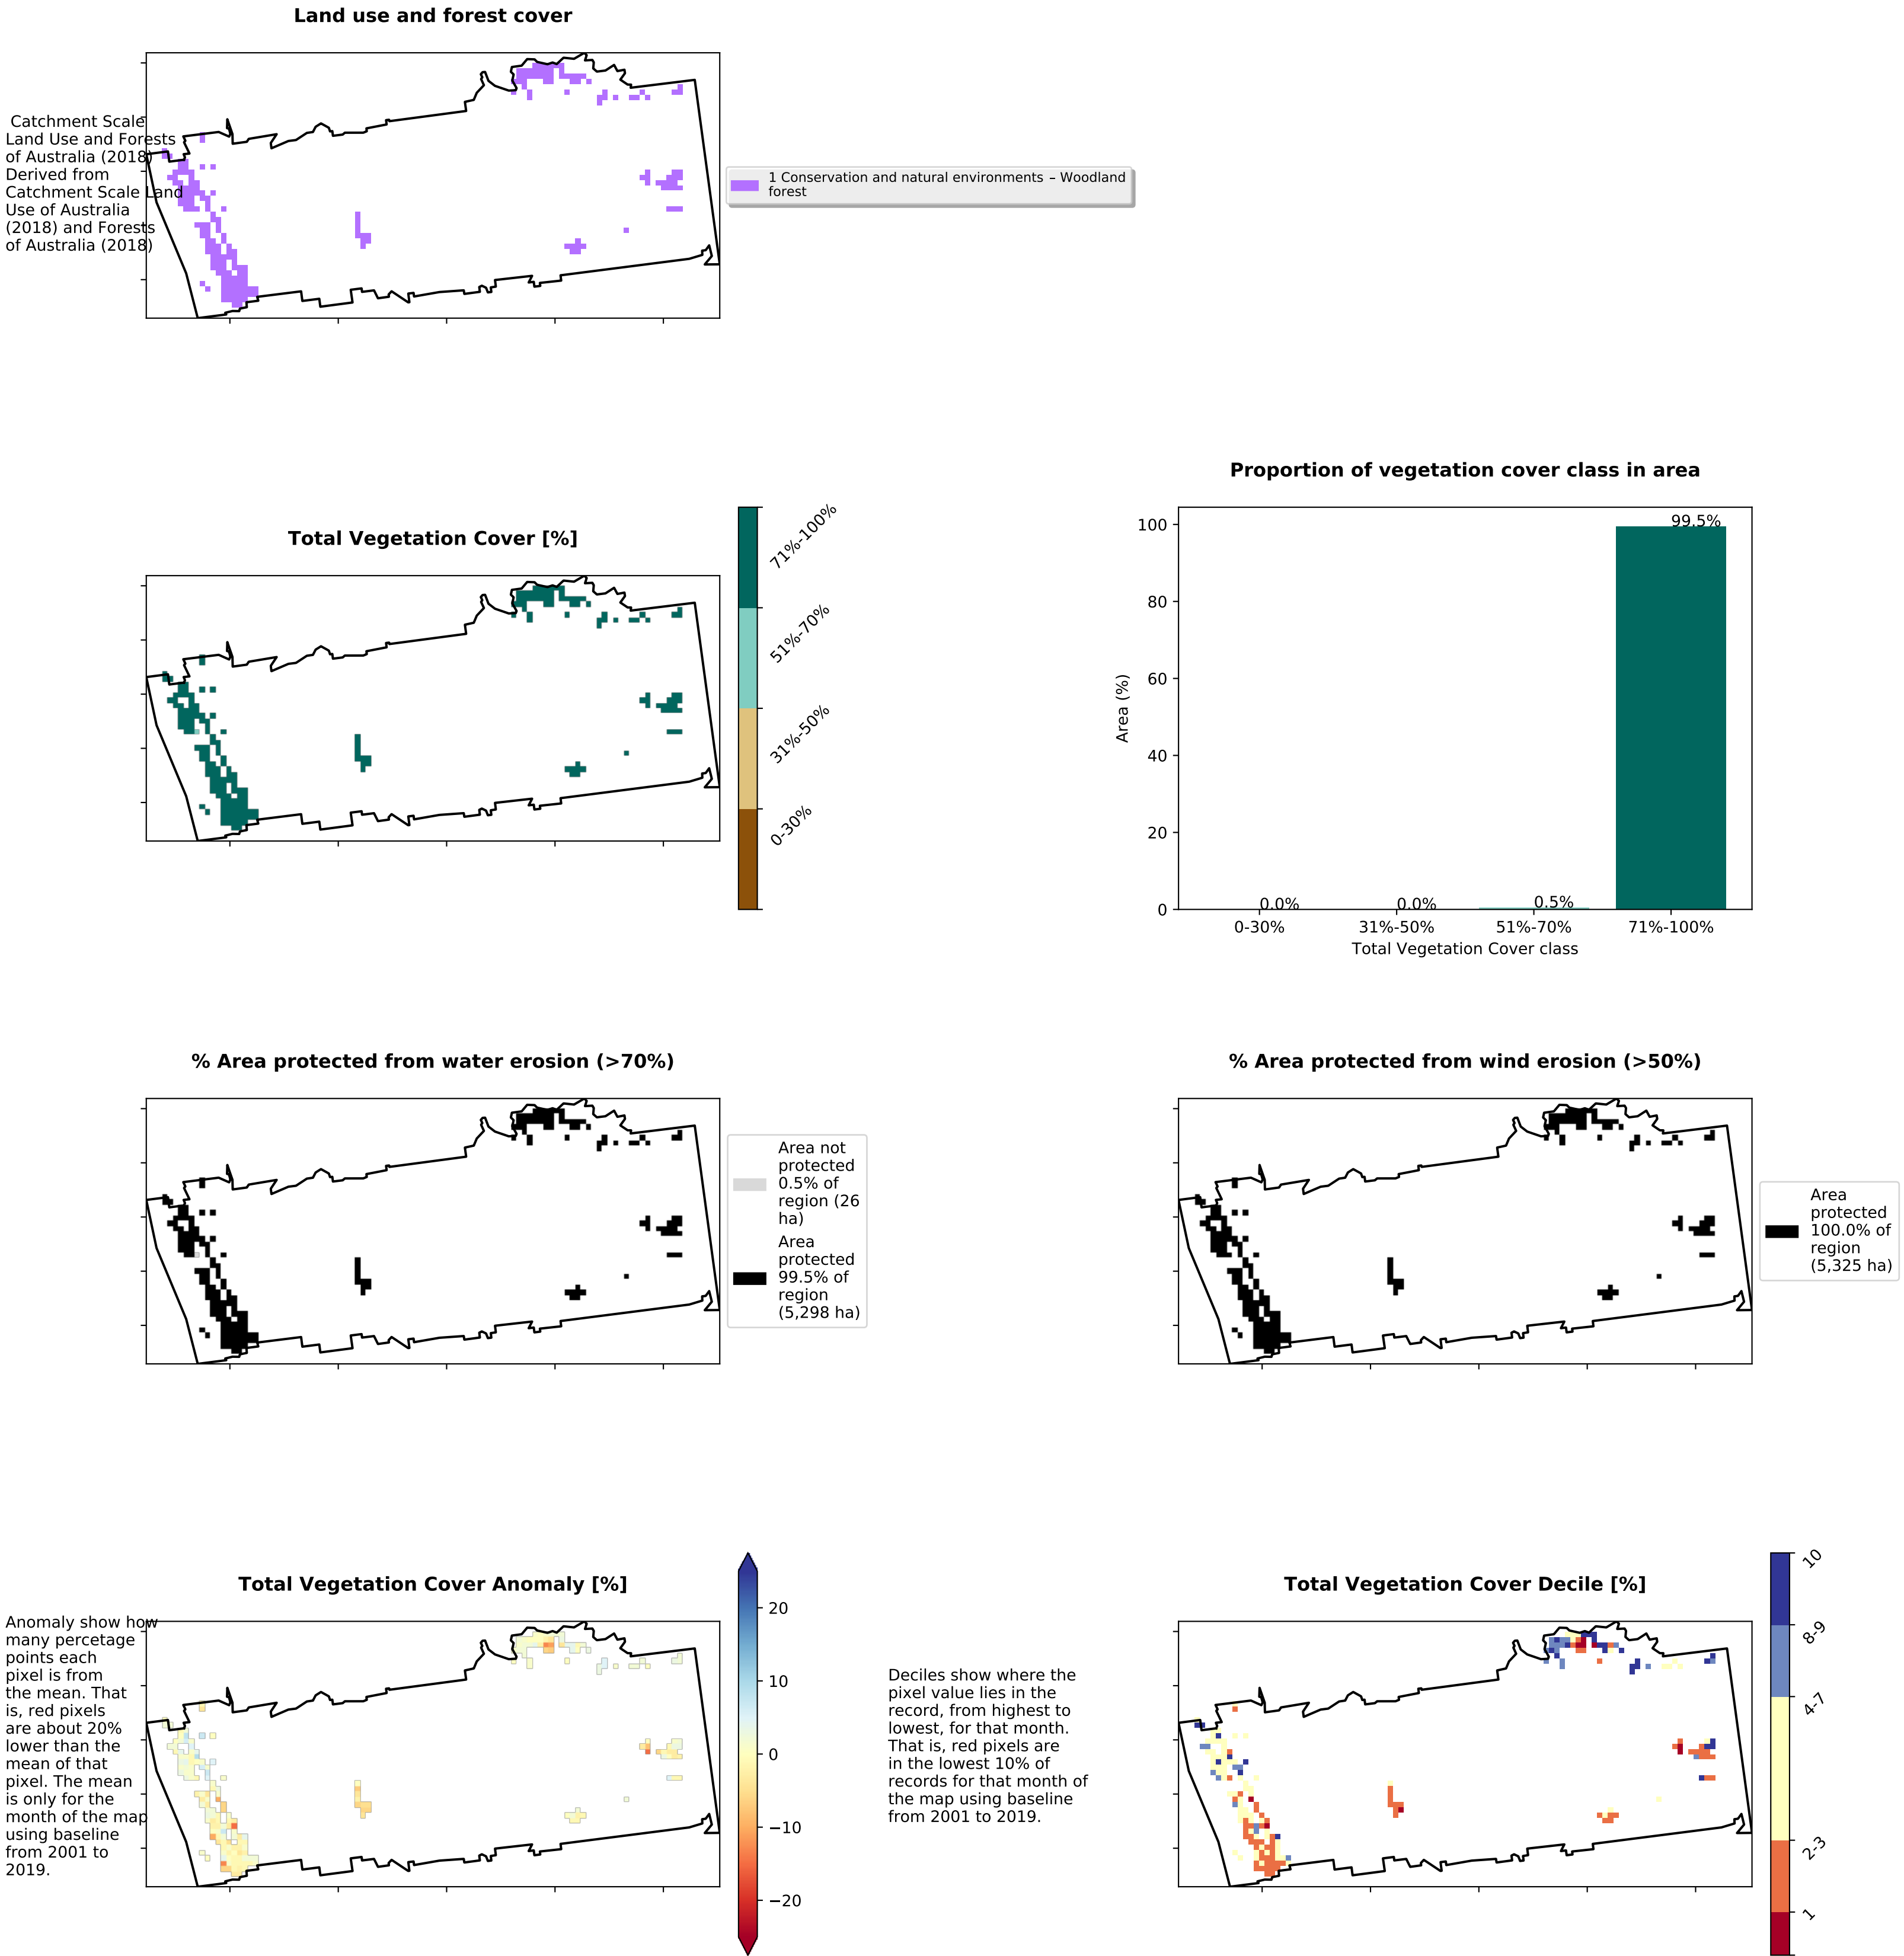 Land use and forest cover
Catchment Scale
Land Use and Forests
of Australia (2018)
Derived from
Catchment Scale Land
Use of Australia
(2018) and Forests
of Australia (2018)
1 Conservation and natural environments – Woodland
forest
Total Vegetation Cover [%]
71%-100%
51%-70%
31%-50%
0-30%
Proportion of vegetation cover class in area
100
80
60
40
20
0
Area (%)
0.0%
0.0%
0.5%
99.5%
0-30%
31%-50%
51%-70%
71%-100%
Total Vegetation Cover class
% Area protected from water erosion (>70%)
Area not
protected
0.5% of
region (26
ha)
Area
protected
99.5% of
region
(5,298 ha)
% Area protected from wind erosion (>50%)
Area
protected
100.0% of
region
(5,325 ha)
Total Vegetation Cover Anomaly [%]
Anomaly show how
many percetage
points each
pixel is from
the mean. That
is, red pixels
are about 20%
lower than the
mean of that
pixel. The mean
is only for the
month of the map
using baseline
from 2001 to
2019.
20
10
0
−10
−20
Total Vegetation Cover Decile [%]
Deciles show where the
pixel value lies in the
record, from highest to
lowest, for that month.
That is, red pixels are
in the lowest 10% of
records for that month of
the map using baseline
from 2001 to 2019.
10
8-9
4-7
2-3
1